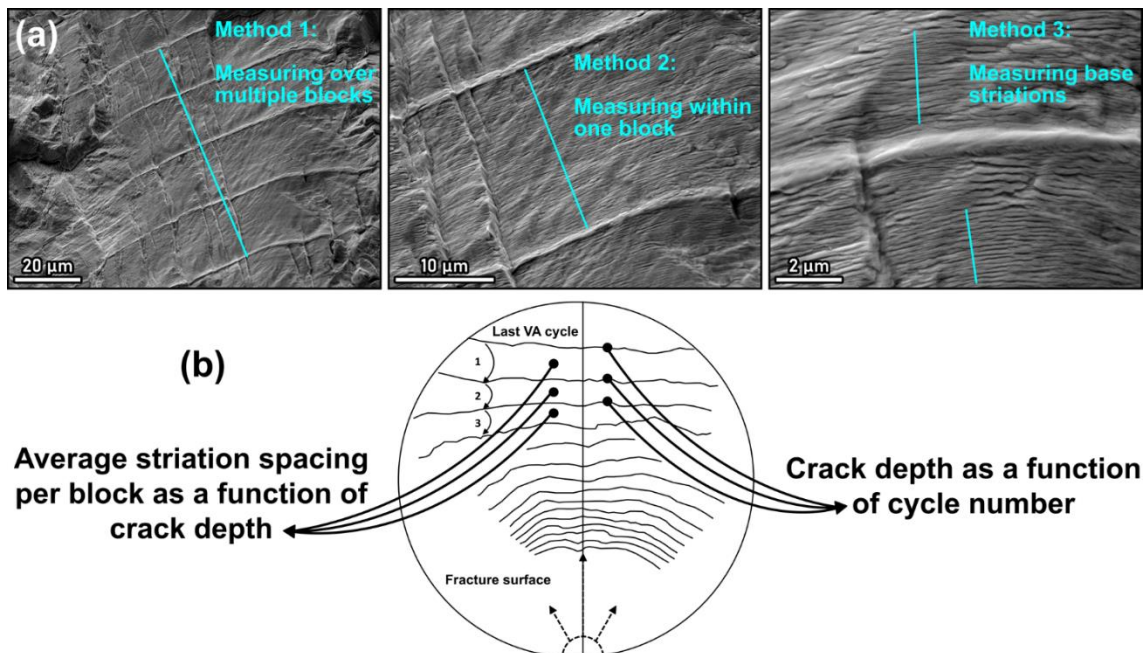 (a)
Method 1:
Measuring over
multiple blocks
20 µm
Method 2:
Measuring within
one block
10 µm
Method 3:
Measuring base
striations
2 µm
(b)
Last VA cycle
1
2
3
Average striation spacing
per block as a function of
crack depth
Crack depth as a function
of cycle number
Fracture surface